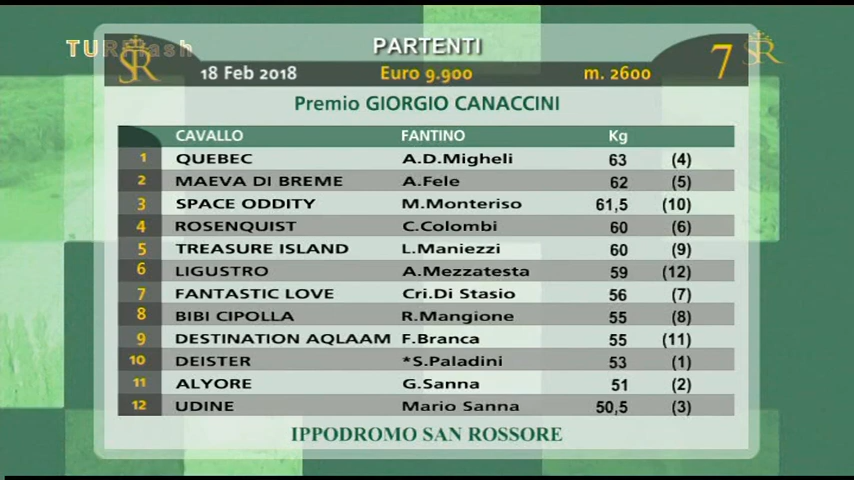 TURFlash
PARTENTI
SR
SR
18 Feb 2018 Euro 9.900 m. 2600 7
Premio GIORGIO CANACCINI
CAVALLO FANTINO Kg
1 QUEBEC A.D.Migheli 63 (4)
2 MAEVA DI BREME A.Fele 62 (5)
3 SPACE ODDITY M.Monteriso 61,5 (10)
4 ROSENQUIST C.Colombi 60 (6)
5 TREASURE ISLAND L.Maniezzi 60 (9)
6 LIGUSTRO A.Mezzatesta 59 (12)
7 FANTASTIC LOVE Cri.Di Stasio 56 (7)
8 BIBI CIPOLLA R.Mangione 55 (8)
9 DESTINATION AQLAAM F.Branca 55 (11)
10 DEISTER *S.Paladini 53 (1)
11 ALYORE G.Sanna 51 (2)
12 UDINE Mario Sanna 50,5 (3)
IPPODROMO SAN ROSSORE